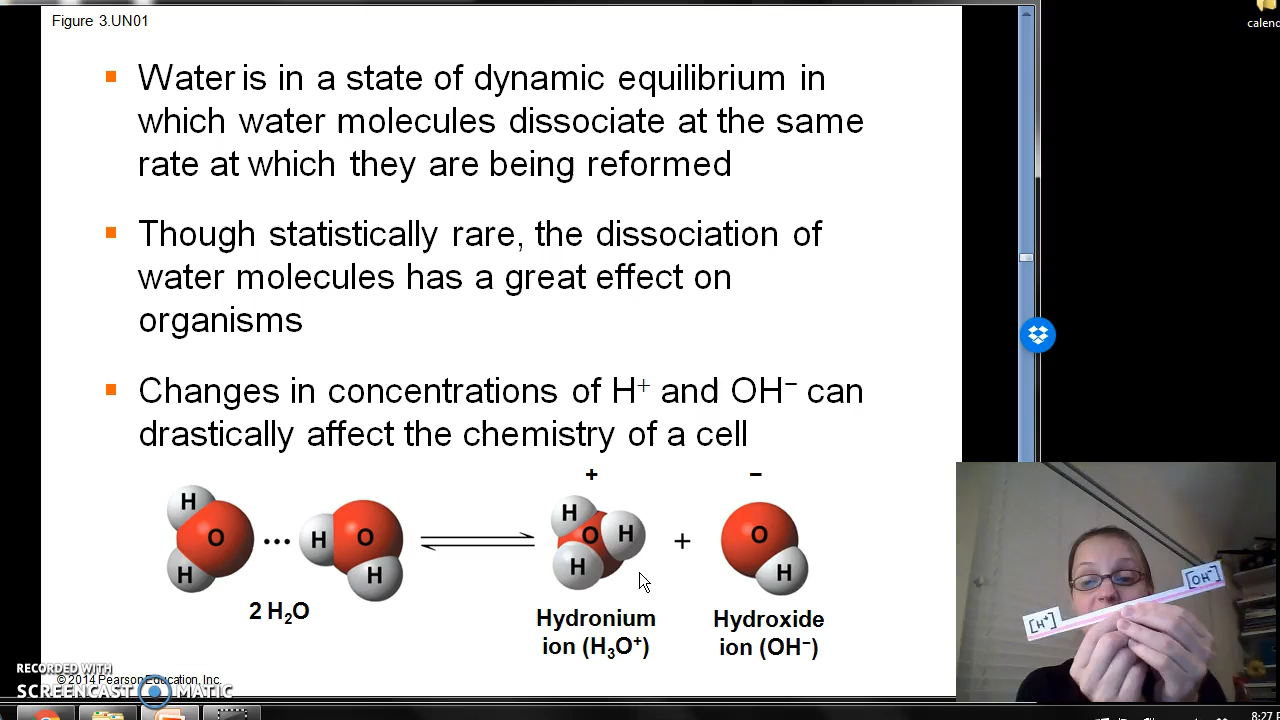 Figure 3.UN01
calend
Water is in a state of dynamic equilibrium in
which water molecules dissociate at the same
rate at which they are being reformed
Though statistically rare, the dissociation of
water molecules has a great effect on
organisms
Changes in concentrations of H⁺ and OH⁻ can
drastically affect the chemistry of a cell
+ −
H O H ... H O H H O H H + O H
2 H₂O
Hydronium
ion (H₃O⁺)
Hydroxide
ion (OH⁻)
[H⁺] [OH⁻]
RECORDED WITH
SCREENCAST MATIC
© 2014 Pearson Education, Inc.
8:27 P